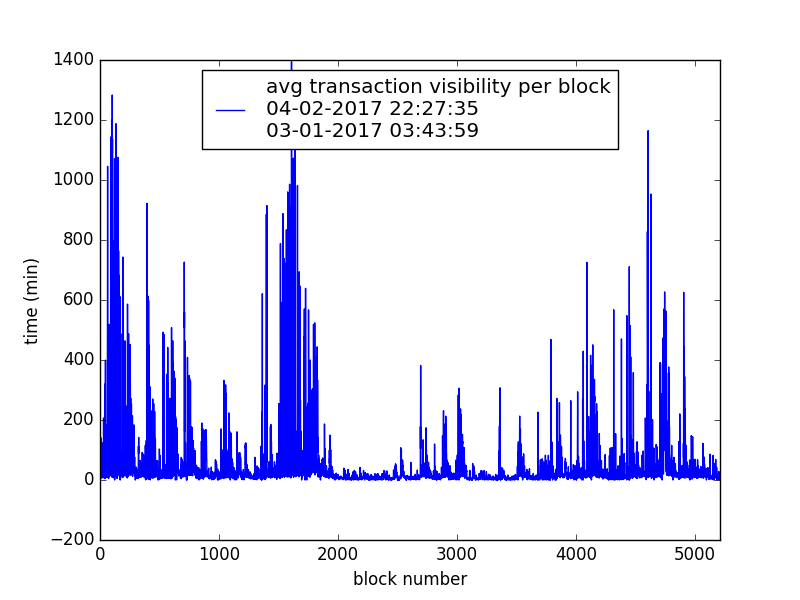 1400
1200
1000
800
600
400
200
0
−200
time (min)
avg transaction visibility per block
04-02-2017 22:27:35
03-01-2017 03:43:59
0 1000 2000 3000 4000 5000
block number